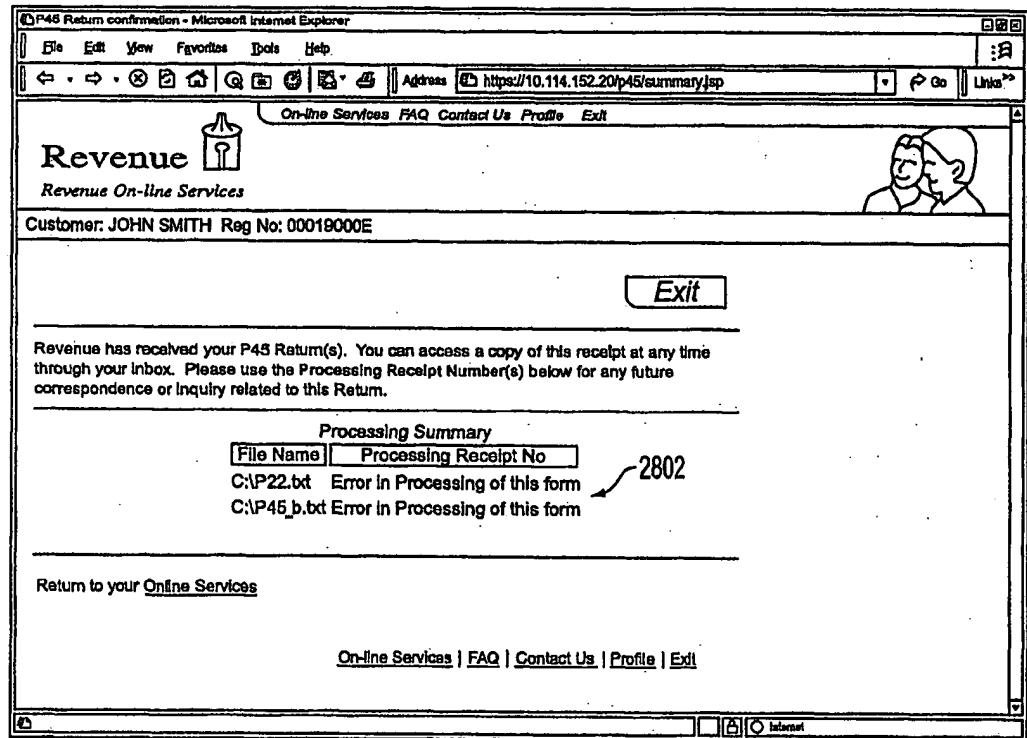 P45 Return confirmation - Microsoft Internet Explorer
File Edit View Favorites Tools Help
Address https://10.114.152.20/p45/summary.jsp Go Links >>
On-line Services FAQ Contact Us Profile Exit
Revenue
Revenue On-line Services
Customer: JOHN SMITH Reg No: 00019000E
Exit
Revenue has received your P45 Return(s). You can access a copy of this receipt at any time
through your inbox. Please use the Processing Receipt Number(s) below for any future
correspondence or inquiry related to this Return.
Processing Summary
File Name Processing Receipt No
C:\P22.txt Error in Processing of this form
2802
C:\P45_b.txt Error in Processing of this form
Return to your Online Services
On-line Services | FAQ | Contact Us | Profile | Exit
Internet